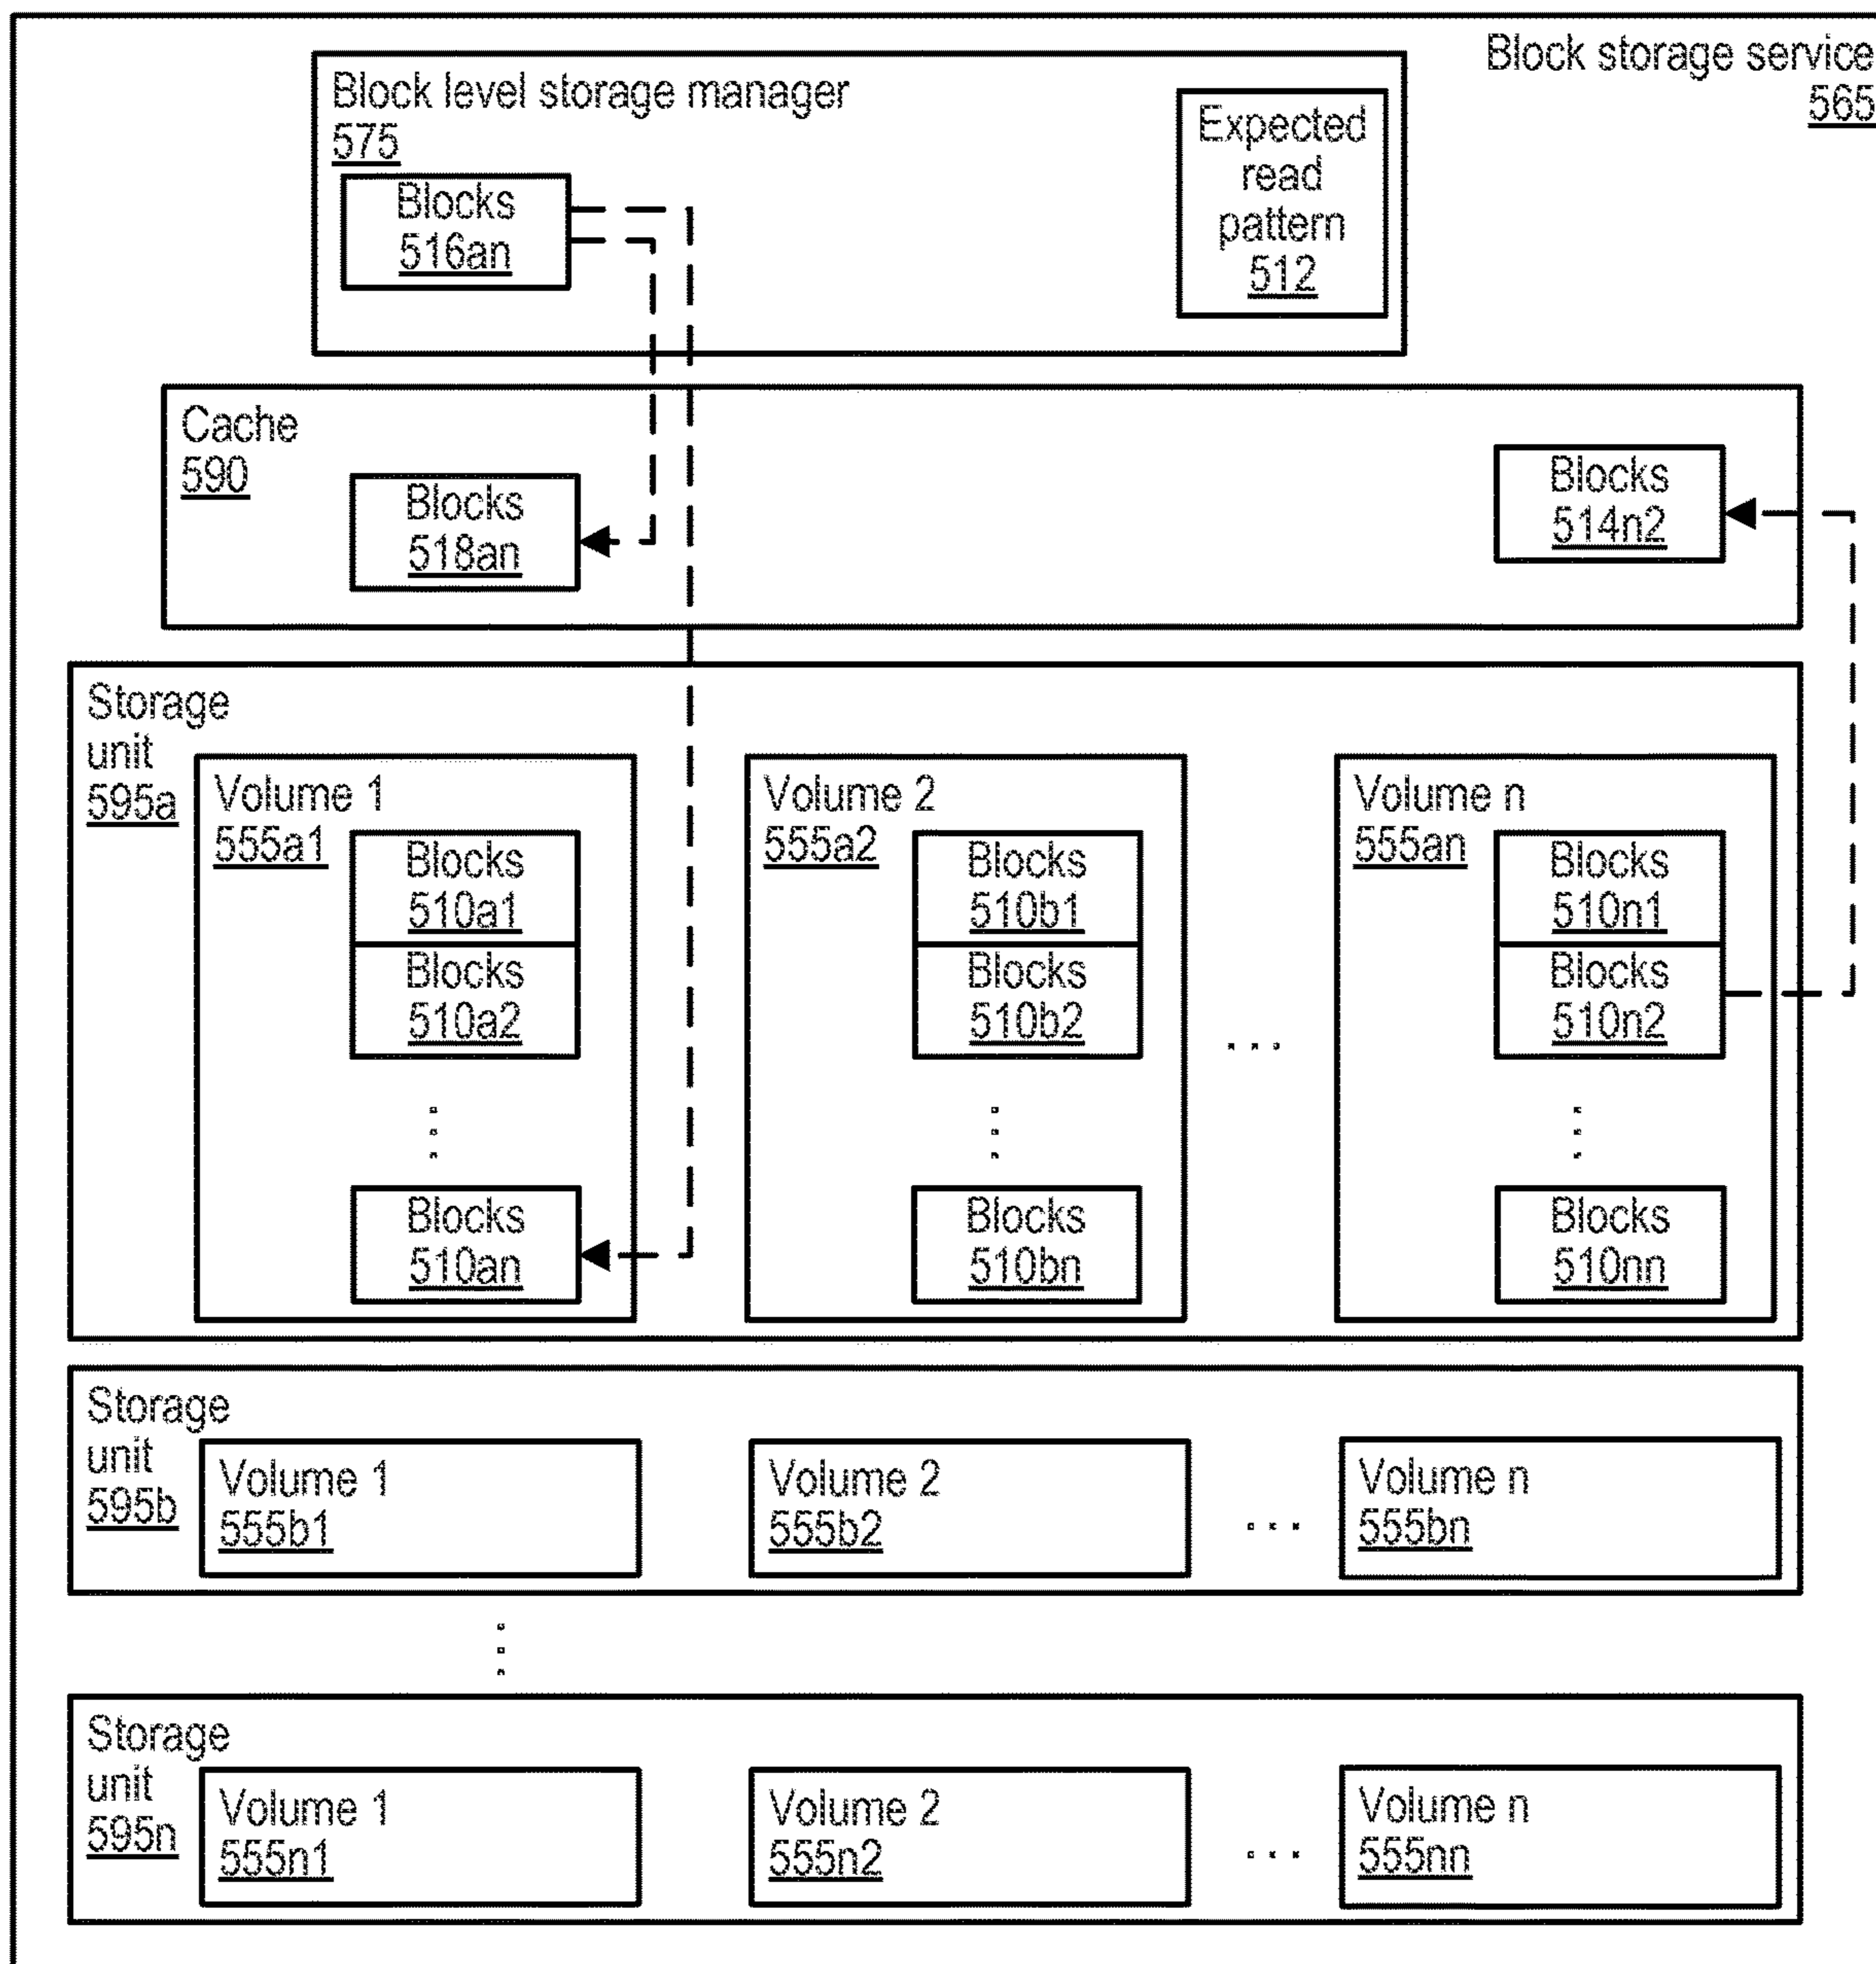 Block storage service
565
Block level storage manager
575
Blocks
516an
Expected
read
pattern
512
Cache
590
Blocks
518an
Blocks
514n2
Storage
unit
595a
Volume 1
555a1
Blocks
510a1
Blocks
510a2
Blocks
510an
Volume 2
555a2
Blocks
510b1
Blocks
510b2
Blocks
510bn
...
Volume n
555an
Blocks
510n1
Blocks
510n2
Blocks
510nn
Storage
unit
595b
Volume 1
555b1
Volume 2
555b2
...
Volume n
555bn
Storage
unit
595n
Volume 1
555n1
Volume 2
555n2
...
Volume n
555nn